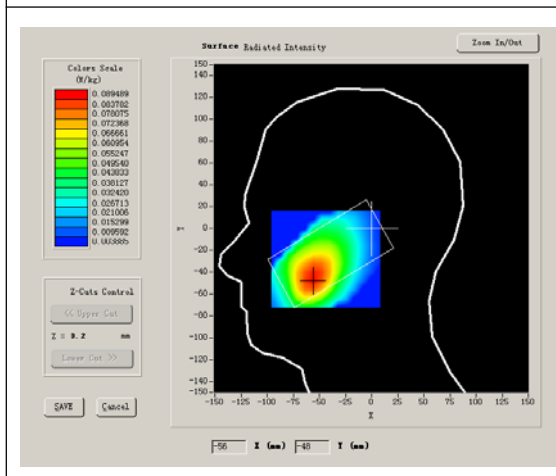 Surface Radiated Intensity
Zoom In/Out
Colors Scale
(W/kg)
0.089489
0.083782
0.078075
0.072368
0.066661
0.060954
0.055247
0.049540
0.043833
0.038127
0.032420
0.026713
0.021006
0.015299
0.009592
0.003885
150
120
100
80
60
40
20
0
Y
-20
-40
-60
-80
-100
-120
-140
-150
-150 -125 -100 -75 -50 -25 0 25 50 75 100 125 150
X
Z-Cuts Control
<< Upper Cut
Z = 3.2 mm
Lower Cut >>
SAVE
Cancel
-56 X (mm) -48 Y (mm)